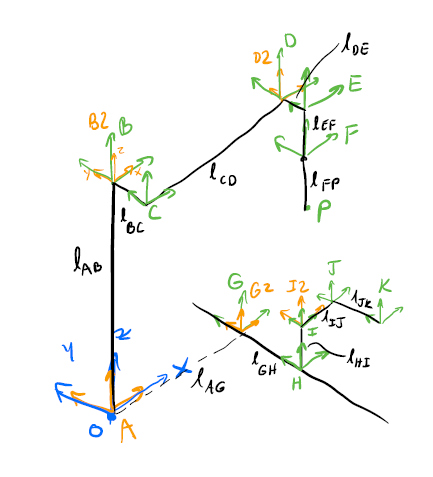 D
l_DE
D2
E
B2
B
l_EF
F
z
y
x
l_CD
l_FP
C
l_BC
P
l_AB
J
G
G2
I2
K
l_JK
I
l_IJ
Z
Y
X
l_GH
l_HI
l_AG
H
O
A